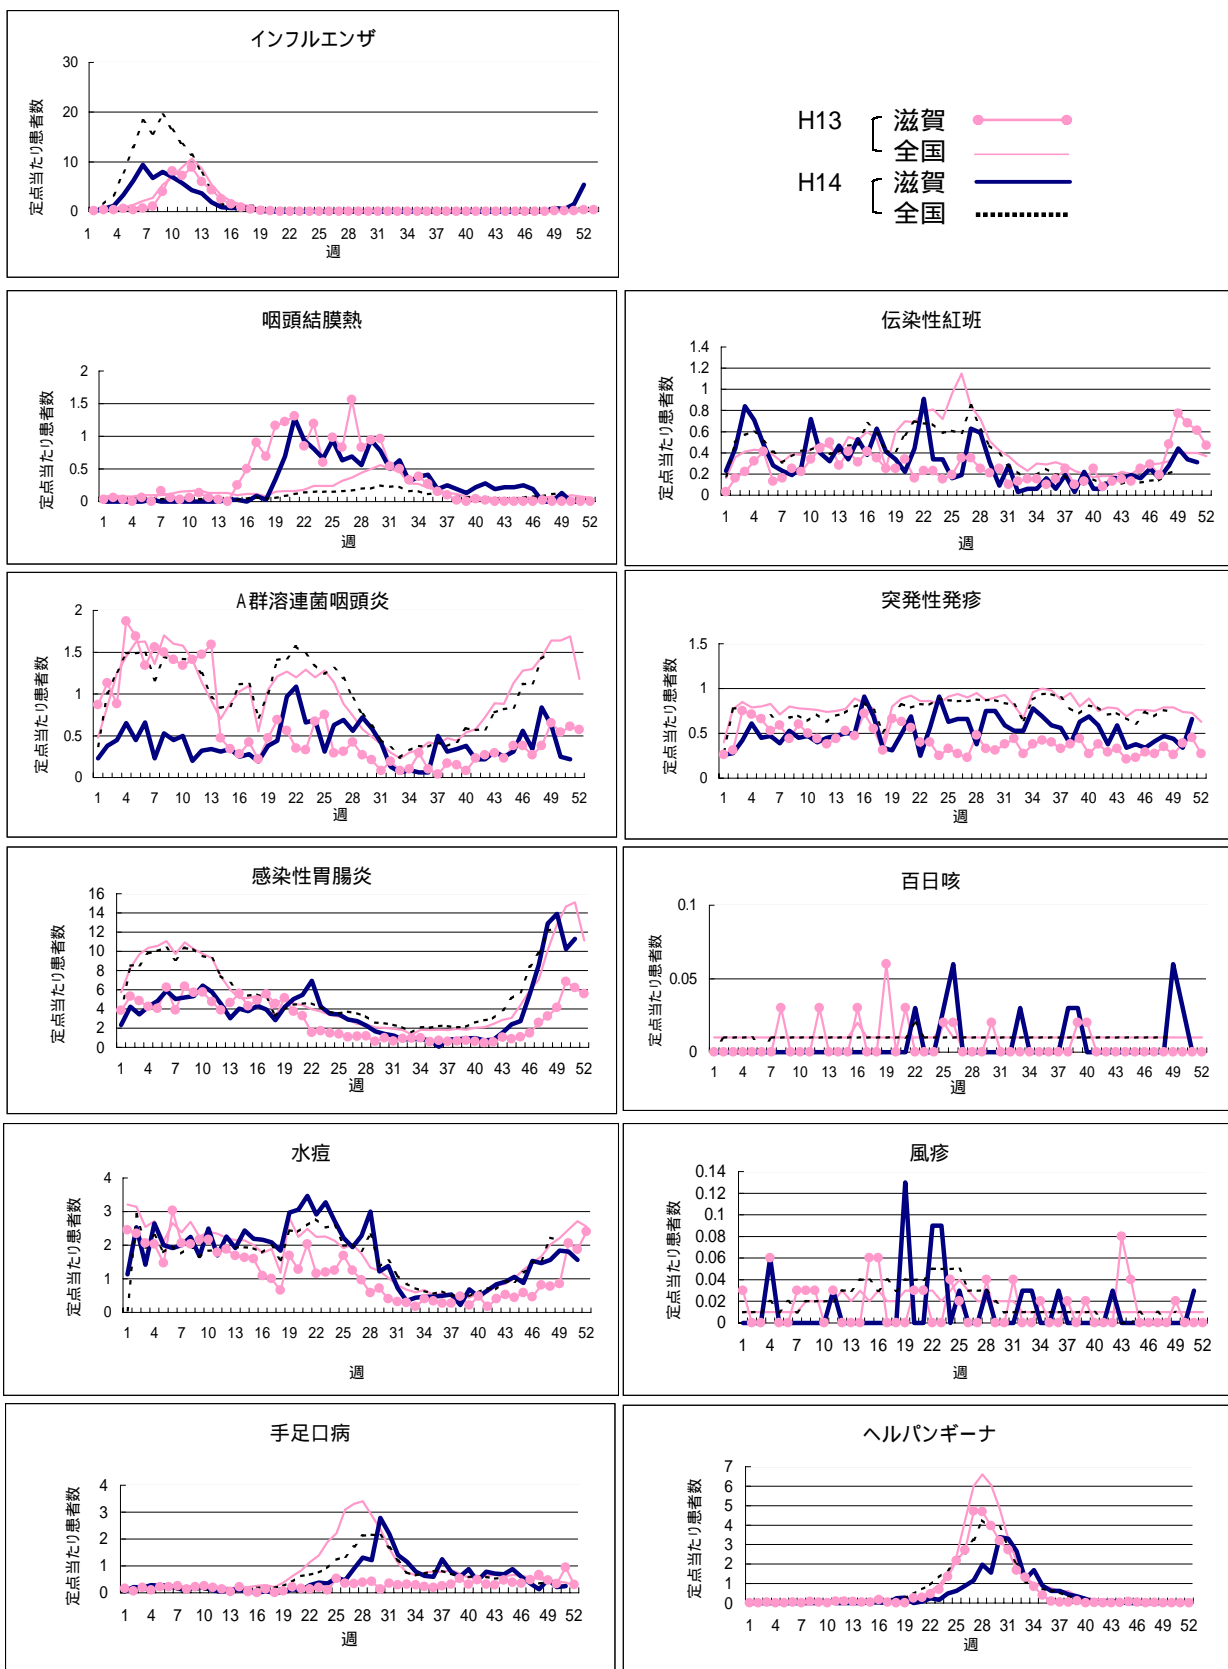 インフルエンザ
定点当たり患者数
30
20
10
0
1 4 7 10 13 16 19 22 25 28 31 34 37 40 43 46 49 52
週
H13 滋賀
全国
H14 滋賀
全国
咽頭結膜熱
定点当たり患者数
2
1.5
1
0.5
0
1 4 7 10 13 16 19 22 25 28 31 34 37 40 43 46 49 52
週
伝染性紅班
定点当たり患者数
1.4
1.2
1
0.8
0.6
0.4
0.2
0
1 4 7 10 13 16 19 22 25 28 31 34 37 40 43 46 49 52
週
A群溶連菌咽頭炎
定点当たり患者数
2
1.5
1
0.5
0
1 4 7 10 13 16 19 22 25 28 31 34 37 40 43 46 49 52
週
突発性発疹
定点当たり患者数
1.5
1
0.5
0
1 4 7 10 13 16 19 22 25 28 31 34 37 40 43 46 49 52
週
感染性胃腸炎
定点当たり患者数
16
14
12
10
8
6
4
2
0
1 4 7 10 13 16 19 22 25 28 31 34 37 40 43 46 49 52
週
百日咳
定点当たり患者数
0.1
0.05
0
1 4 7 10 13 16 19 22 25 28 31 34 37 40 43 46 49 52
週
水痘
定点当たり患者数
4
3
2
1
0
1 4 7 10 13 16 19 22 25 28 31 34 37 40 43 46 49 52
週
風疹
定点当たり患者数
0.14
0.12
0.1
0.08
0.06
0.04
0.02
0
1 4 7 10 13 16 19 22 25 28 31 34 37 40 43 46 49 52
週
手足口病
定点当たり患者数
4
3
2
1
0
1 4 7 10 13 16 19 22 25 28 31 34 37 40 43 46 49 52
週
ヘルパンギーナ
定点当たり患者数
7
6
5
4
3
2
1
0
1 4 7 10 13 16 19 22 25 28 31 34 37 40 43 46 49 52
週